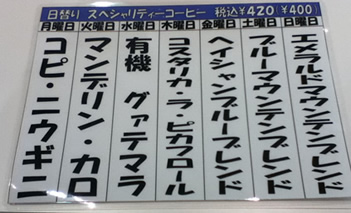 日替り スペシャリティーコーヒー 税込¥420(¥400)
月曜日 火曜日 水曜日 木曜日 金曜日 土曜日 日曜日
コピ・ニウギニ
マンデリン・カロ
有機 グァテマラ
コスタリカ・ラ・ピカクロール
ヘイシャンブルーブレンド
ブルーマウンテンブレンド
エメラルドマウンテンブレンド